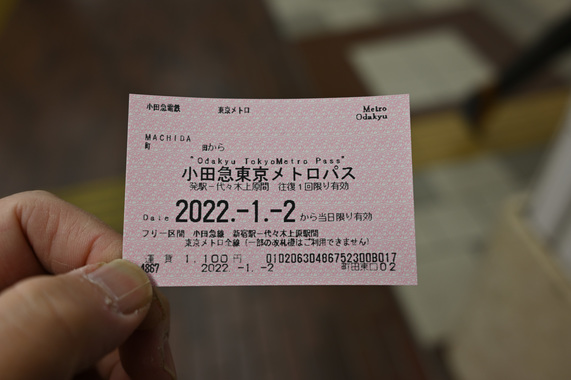 小田急電鉄 東京メトロ Metro
Odakyu
MACHIDA
町 田から
"Odakyu TokyoMetro Pass"
小田急東京メトロパス
発駅－代々木上原間 往復1回限り有効
Date 2022.-1.-2から当日限り有効
フリー区間 小田急線 新宿駅－代々木上原駅間
東京メトロ全線（一部の改札機はご利用できません）
運賃 1,100円 01020630486752300B017
4867 2022.-1.-2 町田東口02